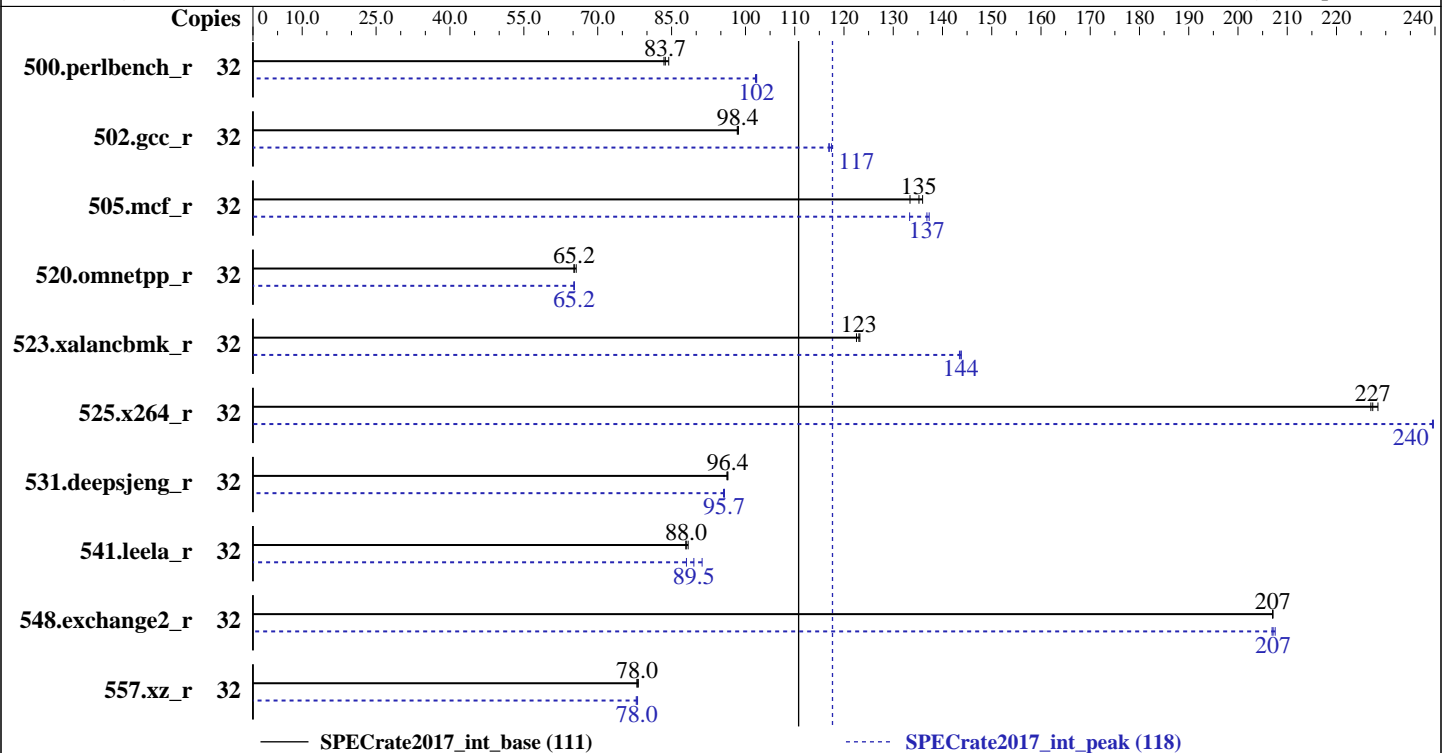 Copies 0 10.0 25.0 40.0 55.0 70.0 85.0 100 110 120 130 140 150 160 170 180 190 200 210 220 240
83.7
500.perlbench_r 32
102
98.4
502.gcc_r 32
117
135
505.mcf_r 32
137
65.2
520.omnetpp_r 32
65.2
123
523.xalancbmk_r 32
144
227
525.x264_r 32
240
96.4
531.deepsjeng_r 32
95.7
88.0
541.leela_r 32
89.5
207
548.exchange2_r 32
207
78.0
557.xz_r 32
78.0
SPECrate2017_int_base (111) SPECrate2017_int_peak (118)